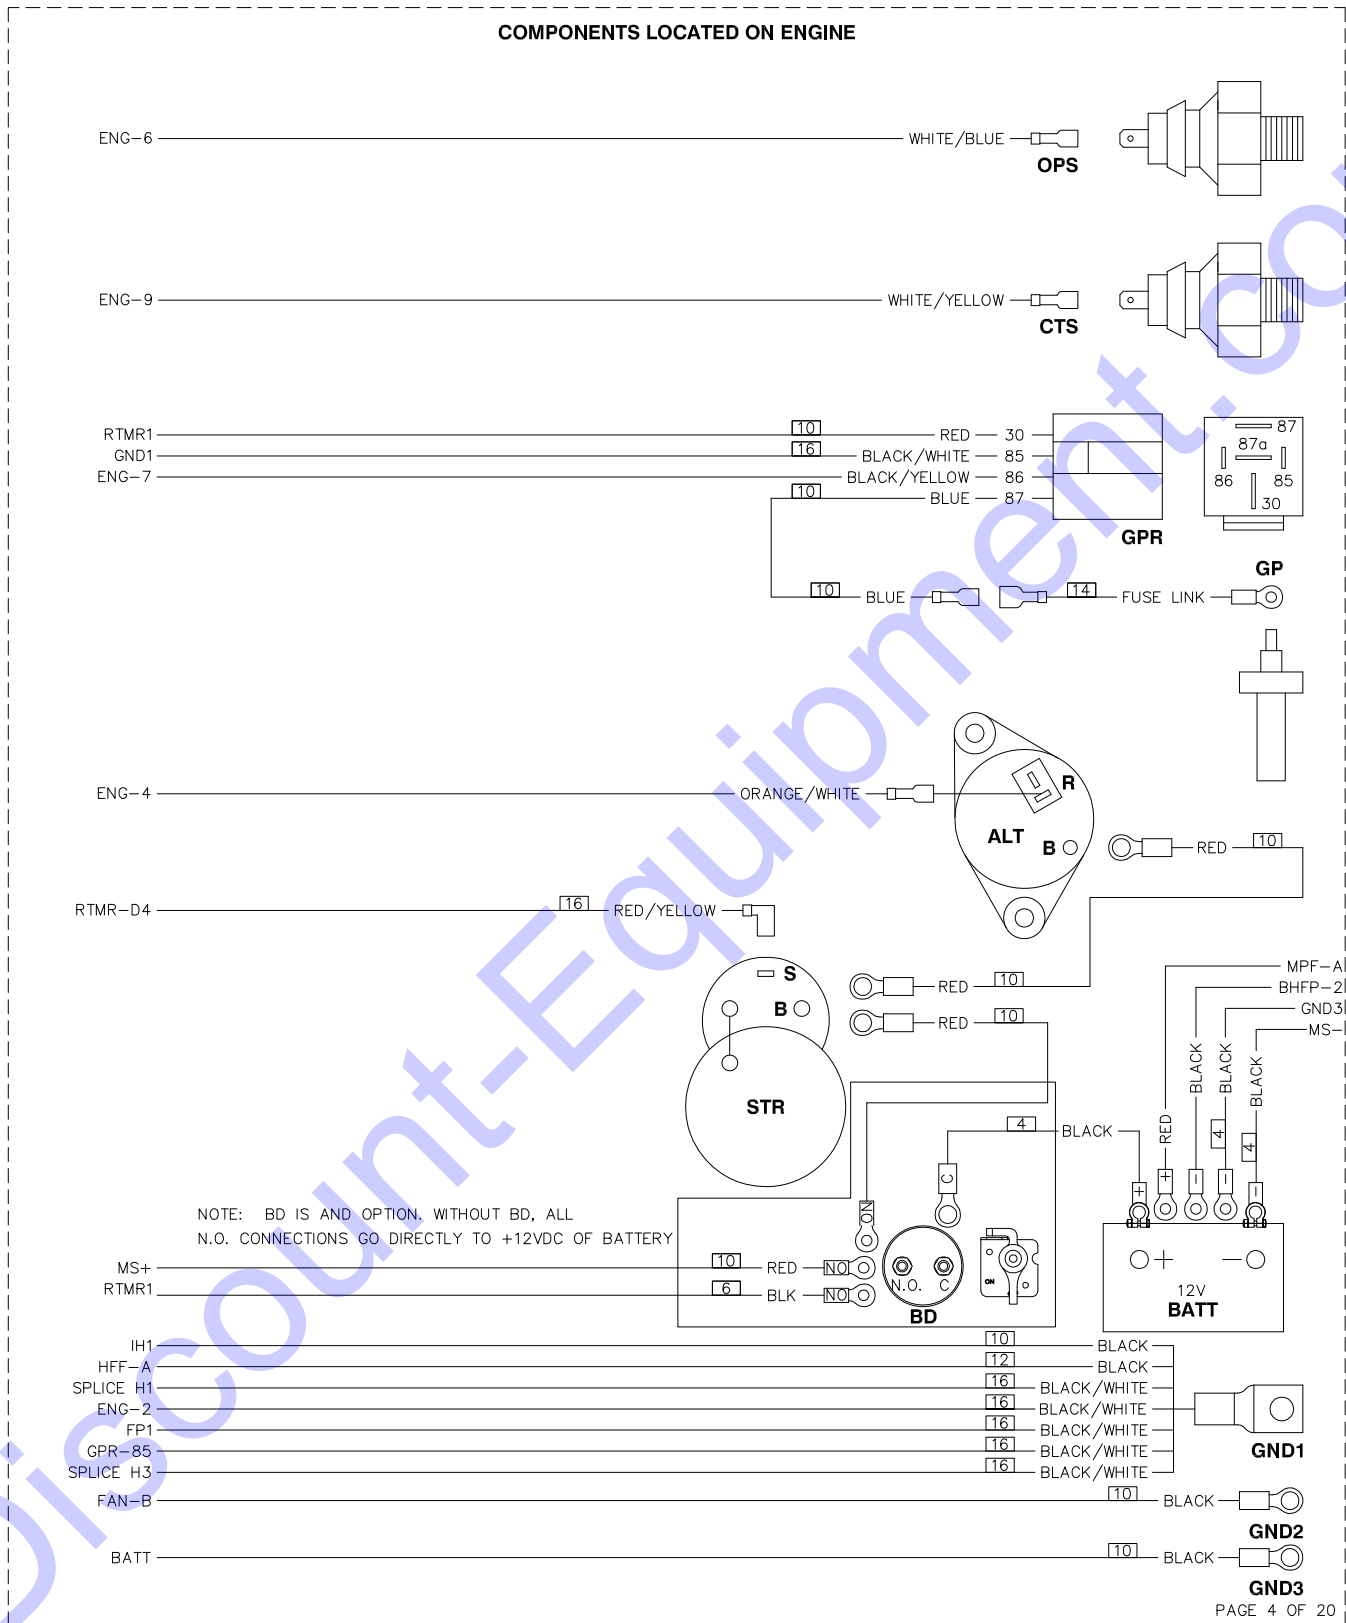 COMPONENTS LOCATED ON ENGINE
ENG-6 WHITE/BLUE
OPS
ENG-9 WHITE/YELLOW
CTS
RTMR1 10 RED 30
GND1 16 BLACK/WHITE 85
ENG-7 BLACK/YELLOW 86
10 BLUE 87
GPR
87
87a
86 85
30
GP
10 BLUE 14 FUSE LINK
ENG-4 ORANGE/WHITE
R
ALT
B
RED 10
RTMR-D4 16 RED/YELLOW
S
B
RED 10
RED 10
STR
MPF-A
BHFP-2
GND3
MS-
RED
BLACK
BLACK
BLACK
4
4
4 BLACK
C
+
+
-
-
-
NOTE: BD IS AND OPTION. WITHOUT BD, ALL
N.O. CONNECTIONS GO DIRECTLY TO +12VDC OF BATTERY
NO
MS+ 10 RED NO
RTMR1 6 BLK NO
N.O. C
BD
ON
+ -
12V
BATT
IH1 10 BLACK
HFF-A 12 BLACK
SPLICE H1 16 BLACK/WHITE
ENG-2 16 BLACK/WHITE
FP1 16 BLACK/WHITE
GPR-85 16 BLACK/WHITE
SPLICE H3 16 BLACK/WHITE
GND1
FAN-B 10 BLACK
GND2
BATT 10 BLACK
GND3
PAGE 4 OF 20
Discount-Equipment.co